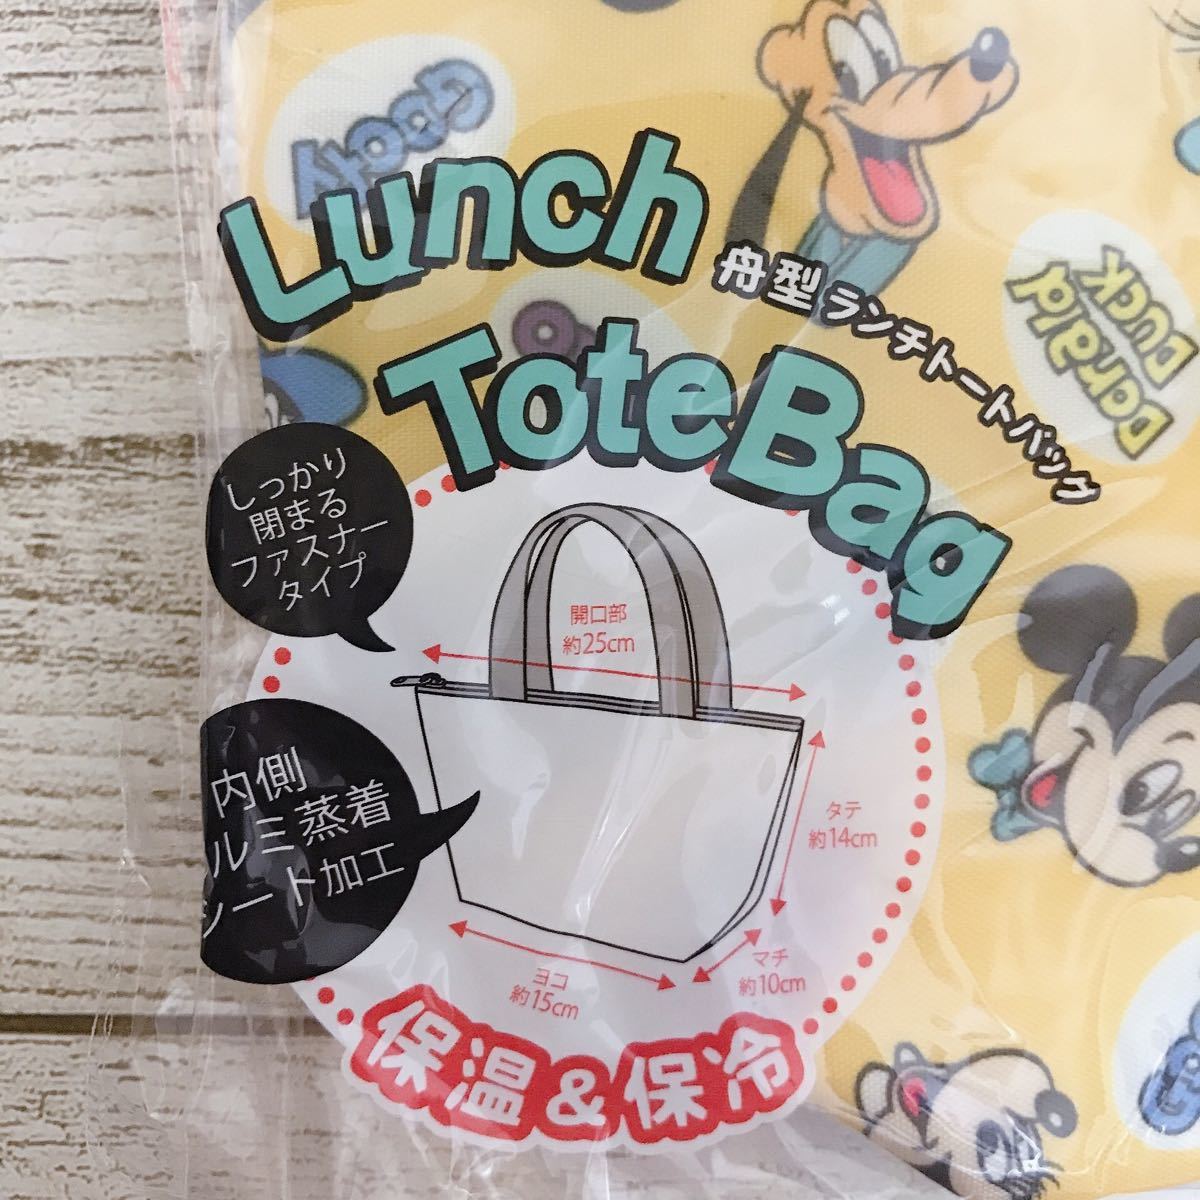 Goofy
Lunch
舟型ランチトートバッグ
ToteBag
Donald
Duck
しっかり
閉まる
ファスナー
タイプ
開口部
約25cm
内側
ルミ蒸着
シート加工
タテ
約14cm
マチ
約10cm
ヨコ
約15cm
保温&保冷